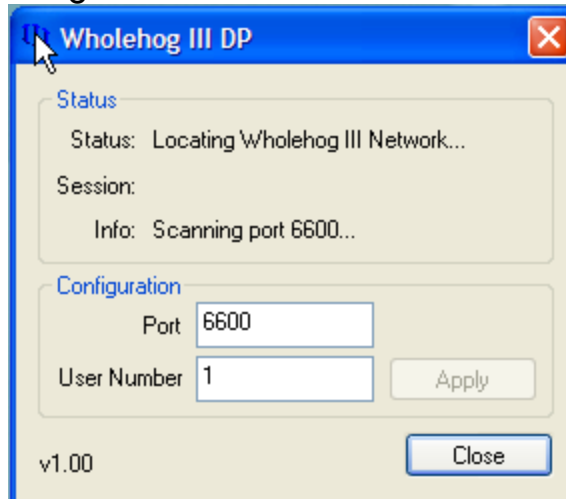 Wholehog III DP
Status
Status: Locating Wholehog III Network...
Session:
Info: Scanning port 6600...
Configuration
Port 6600
User Number 1 Apply
v1.00 Close